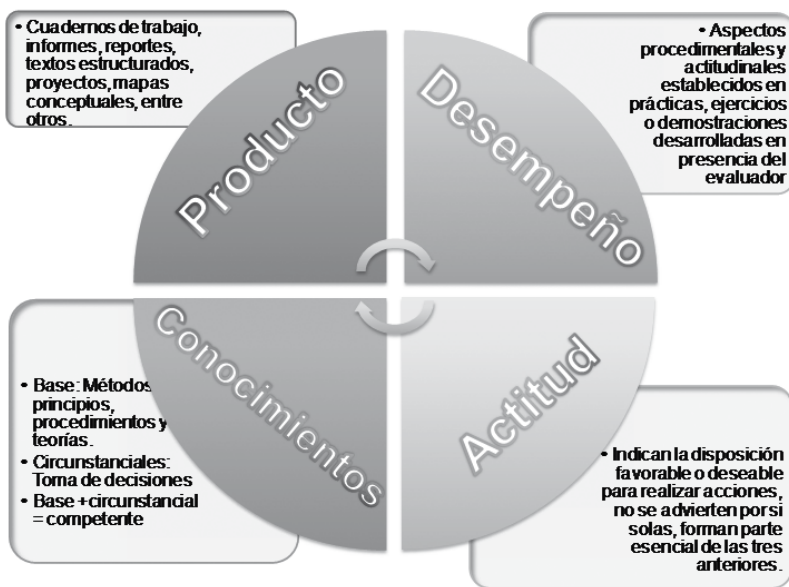 • Cuadernos de trabajo,
informes, reportes,
textos estructurados,
proyectos, mapas
conceptuales, entre
otros.
Producto
Desempeño
• Aspectos
procedimentales y
actitudinales
establecidos en
prácticas, ejercicios
o demostraciones
desarrolladas en
presencia del
evaluador
• Base: Métodos
principios,
procedimientos y
teorías.
• Circunstanciales:
Toma de decisiones
• Base +circunstancial
= competente
Conocimientos
Actitud
• Indican la disposición
favorable o deseable
para realizar acciones,
no se advierten por si
solas, forman parte
esencial de las tres
anteriores.